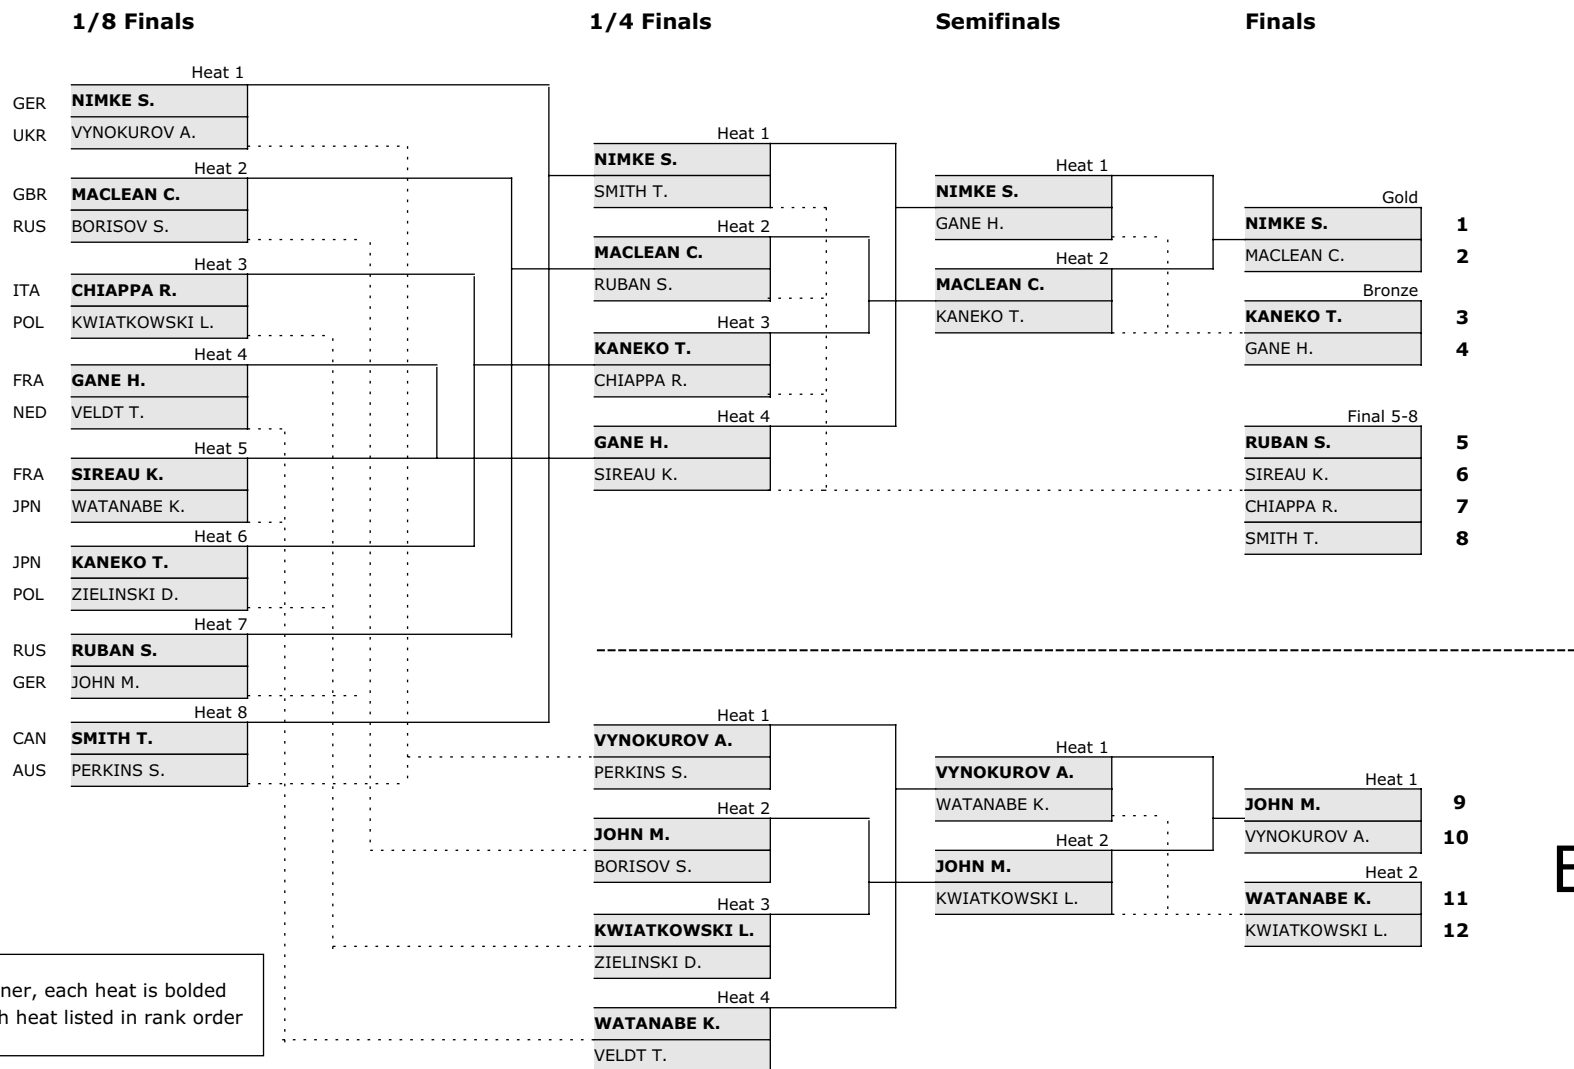 1/8 Finals
1/4 Finals
Semifinals
Finals
Heat 1
GER NIMKE S.
UKR VYNOKUROV A.
Heat 2
GBR MACLEAN C.
RUS BORISOV S.
Heat 3
ITA CHIAPPA R.
POL KWIATKOWSKI L.
Heat 4
FRA GANE H.
NED VELDT T.
Heat 5
FRA SIREAU K.
JPN WATANABE K.
Heat 6
JPN KANEKO T.
POL ZIELINSKI D.
Heat 7
RUS RUBAN S.
GER JOHN M.
Heat 8
CAN SMITH T.
AUS PERKINS S.
Heat 1
NIMKE S.
SMITH T.
Heat 2
MACLEAN C.
RUBAN S.
Heat 3
KANEKO T.
CHIAPPA R.
Heat 4
GANE H.
SIREAU K.
Heat 1
NIMKE S.
GANE H.
Heat 2
MACLEAN C.
KANEKO T.
Gold
NIMKE S. 1
MACLEAN C. 2
Bronze
KANEKO T. 3
GANE H. 4
Final 5-8
RUBAN S. 5
SIREAU K. 6
CHIAPPA R. 7
SMITH T. 8
Heat 1
VYNOKUROV A.
PERKINS S.
Heat 2
JOHN M.
BORISOV S.
Heat 3
KWIATKOWSKI L.
ZIELINSKI D.
Heat 4
WATANABE K.
VELDT T.
Heat 1
VYNOKUROV A.
WATANABE K.
Heat 2
JOHN M.
KWIATKOWSKI L.
Heat 1
JOHN M. 9
VYNOKUROV A. 10
Heat 2
WATANABE K. 11
KWIATKOWSKI L. 12
ner, each heat is bolded
heat listed in rank order